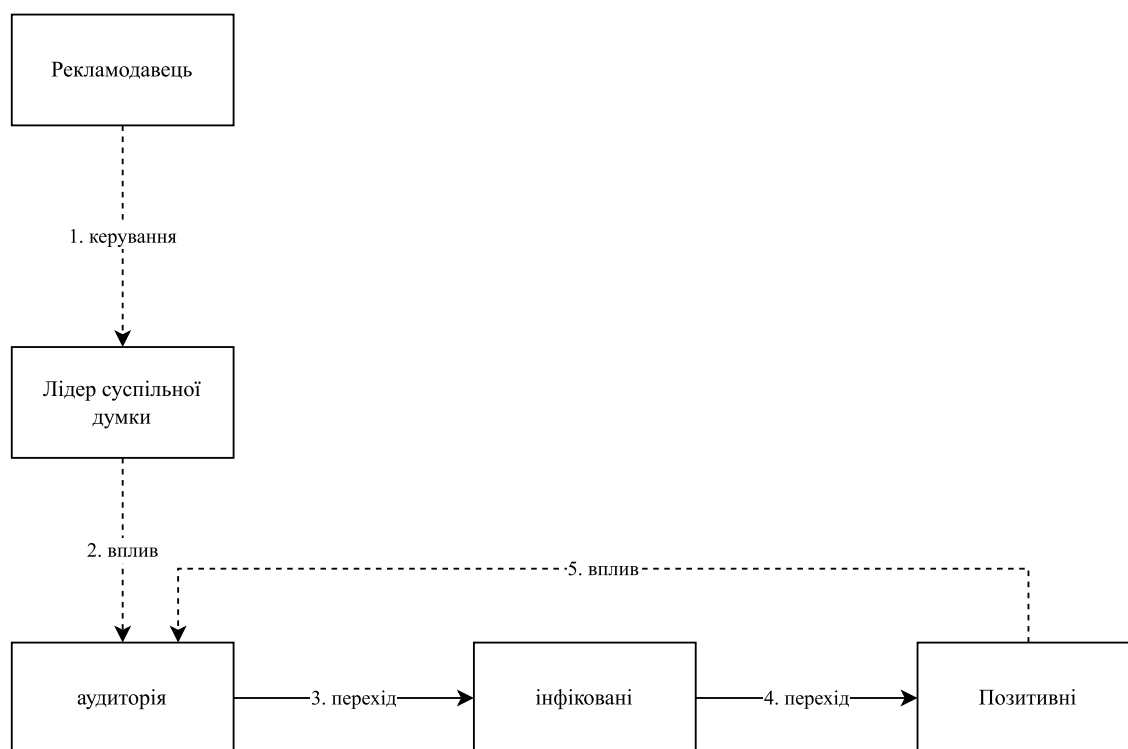 Рекламодавець
1. керування
Лідер суспільної
думки
2. вплив
5. вплив
аудиторія
3. перехід
інфіковані
4. перехід
Позитивні